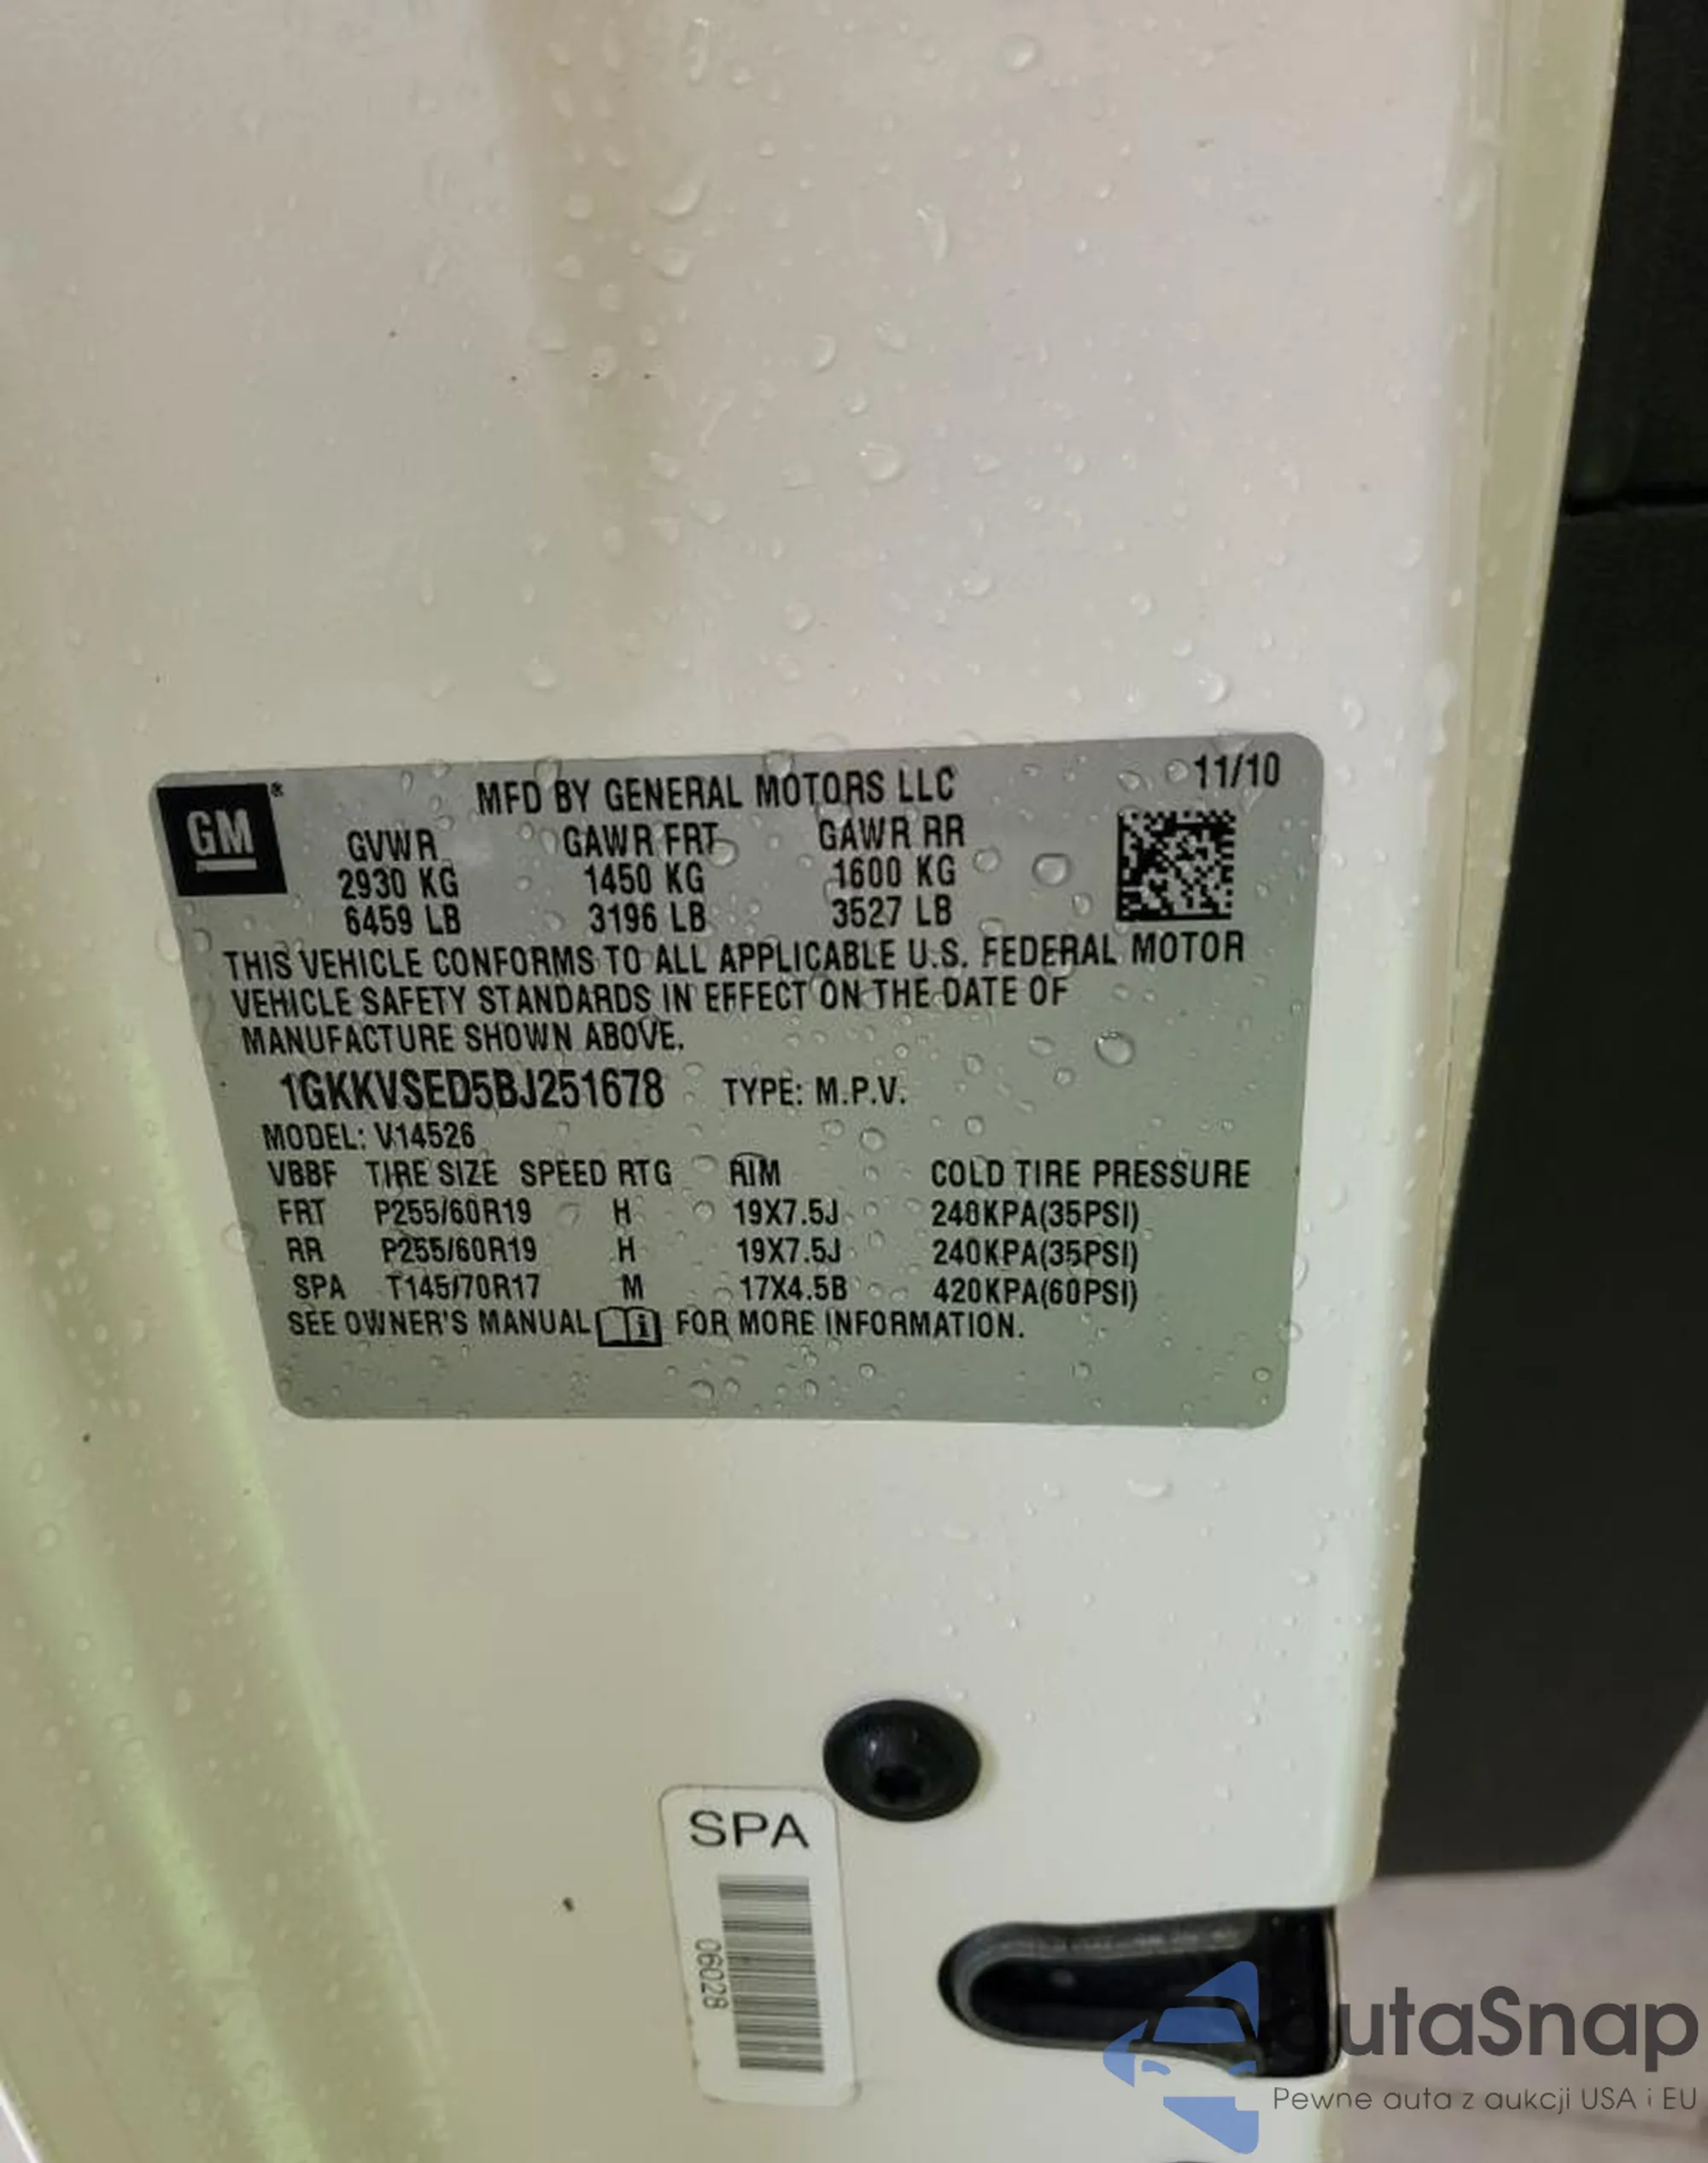 GM®
MFD BY GENERAL MOTORS LLC 11/10
GVWR GAWR FRT GAWR RR
2930 KG 1450 KG 1600 KG
6459 LB 3196 LB 3527 LB
THIS VEHICLE CONFORMS TO ALL APPLICABLE U.S. FEDERAL MOTOR
VEHICLE SAFETY STANDARDS IN EFFECT ON THE DATE OF
MANUFACTURE SHOWN ABOVE.
1GKKVSED5BJ251678 TYPE: M.P.V.
MODEL: V14526
VBBF TIRE SIZE SPEED RTG RIM COLD TIRE PRESSURE
FRT P255/60R19 H 19X7.5J 240KPA(35PSI)
RR P255/60R19 H 19X7.5J 240KPA(35PSI)
SPA T145/70R17 M 17X4.5B 420KPA(60PSI)
SEE OWNER'S MANUAL i FOR MORE INFORMATION.
SPA
06028
autaSnap
Pewne auta z aukcji USA i EU